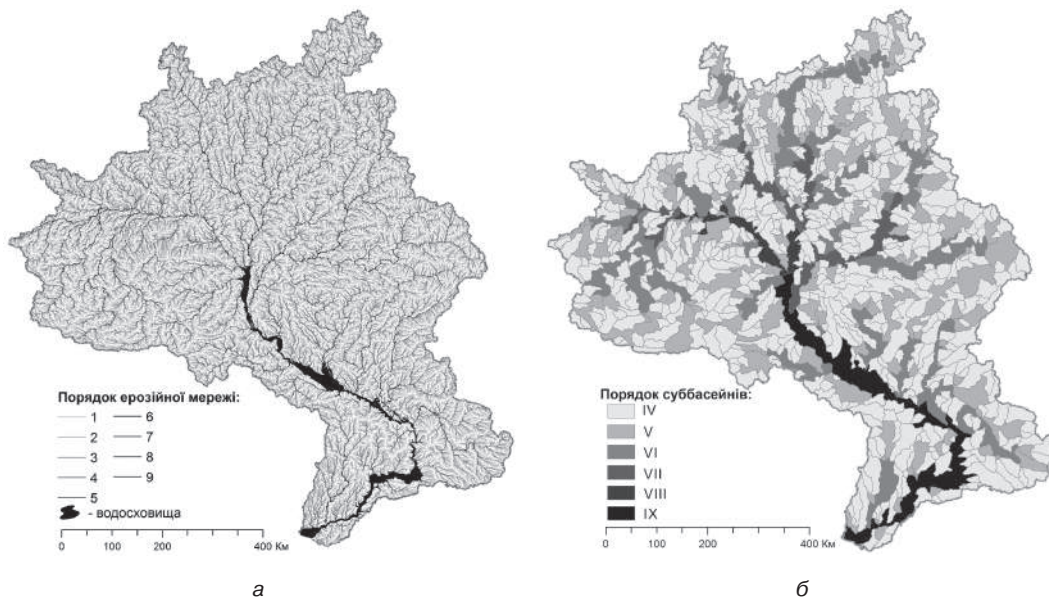 Порядок ерозійної мережі:
1 6
2 7
3 8
4 9
5
- водосховища
0 100 200 400 Км
а
Порядок суббасейнів:
IV
V
VI
VII
VIII
IX
0 100 200 400 Км
б